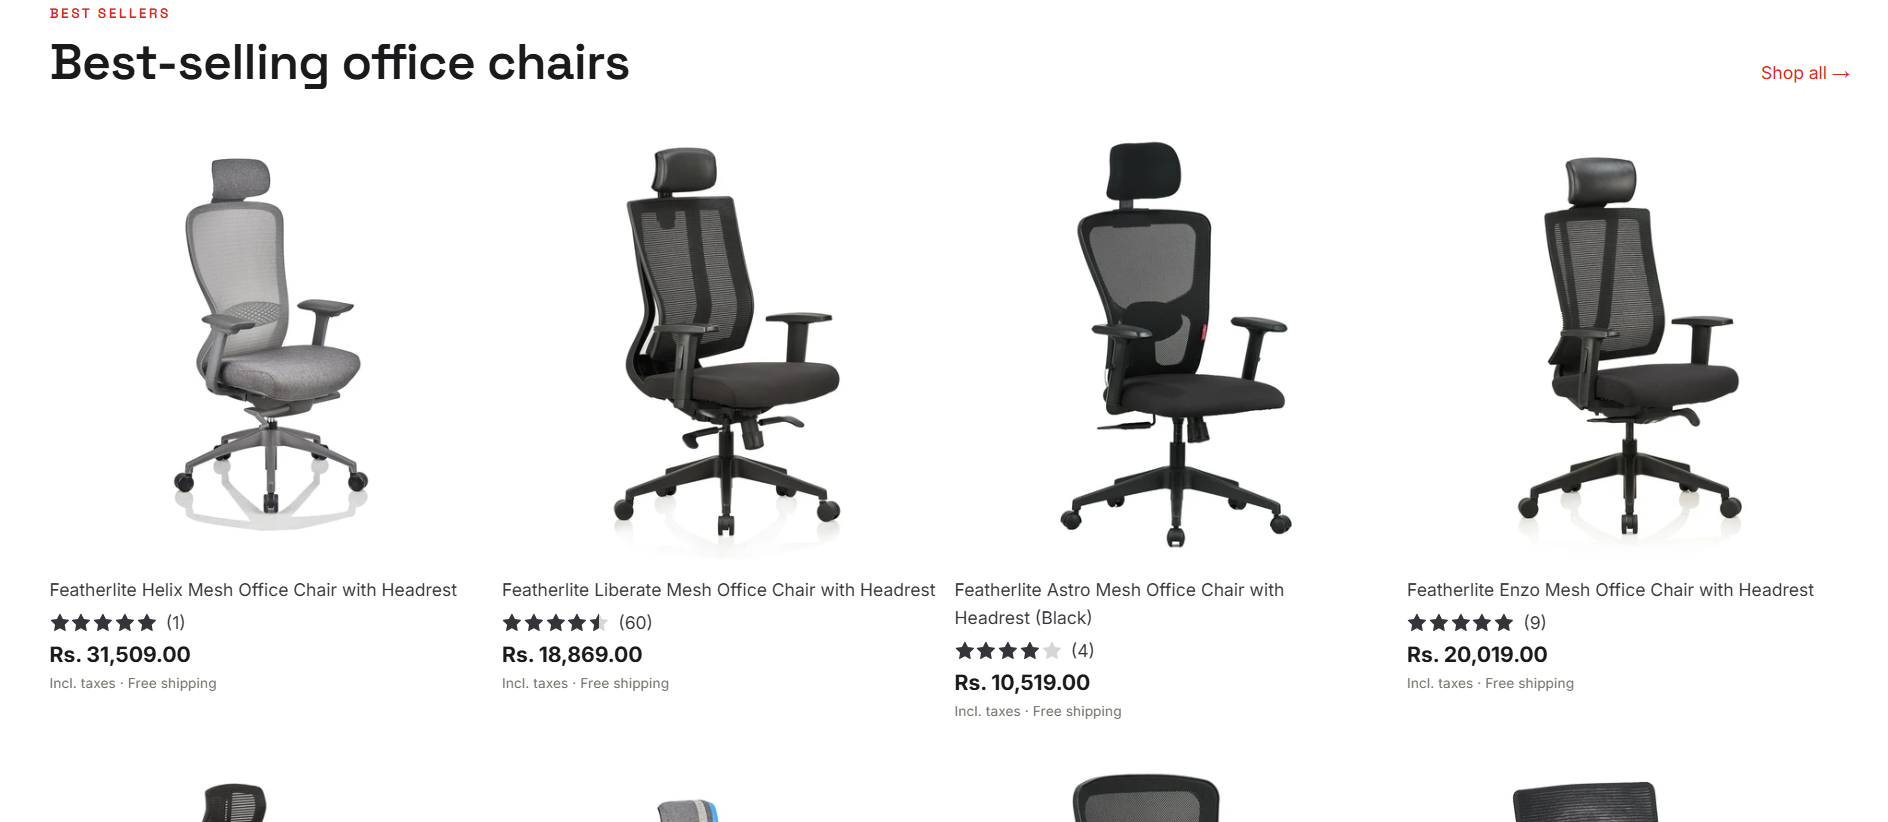 BEST SELLERS
Best-selling office chairs
Shop all →
Featherlite Helix Mesh Office Chair with Headrest
(1)
Rs. 31,509.00
Incl. taxes · Free shipping
Featherlite Liberate Mesh Office Chair with Headrest
(60)
Rs. 18,869.00
Incl. taxes · Free shipping
Featherlite Astro Mesh Office Chair with
Headrest (Black)
(4)
Rs. 10,519.00
Incl. taxes · Free shipping
Featherlite Enzo Mesh Office Chair with Headrest
(9)
Rs. 20,019.00
Incl. taxes · Free shipping